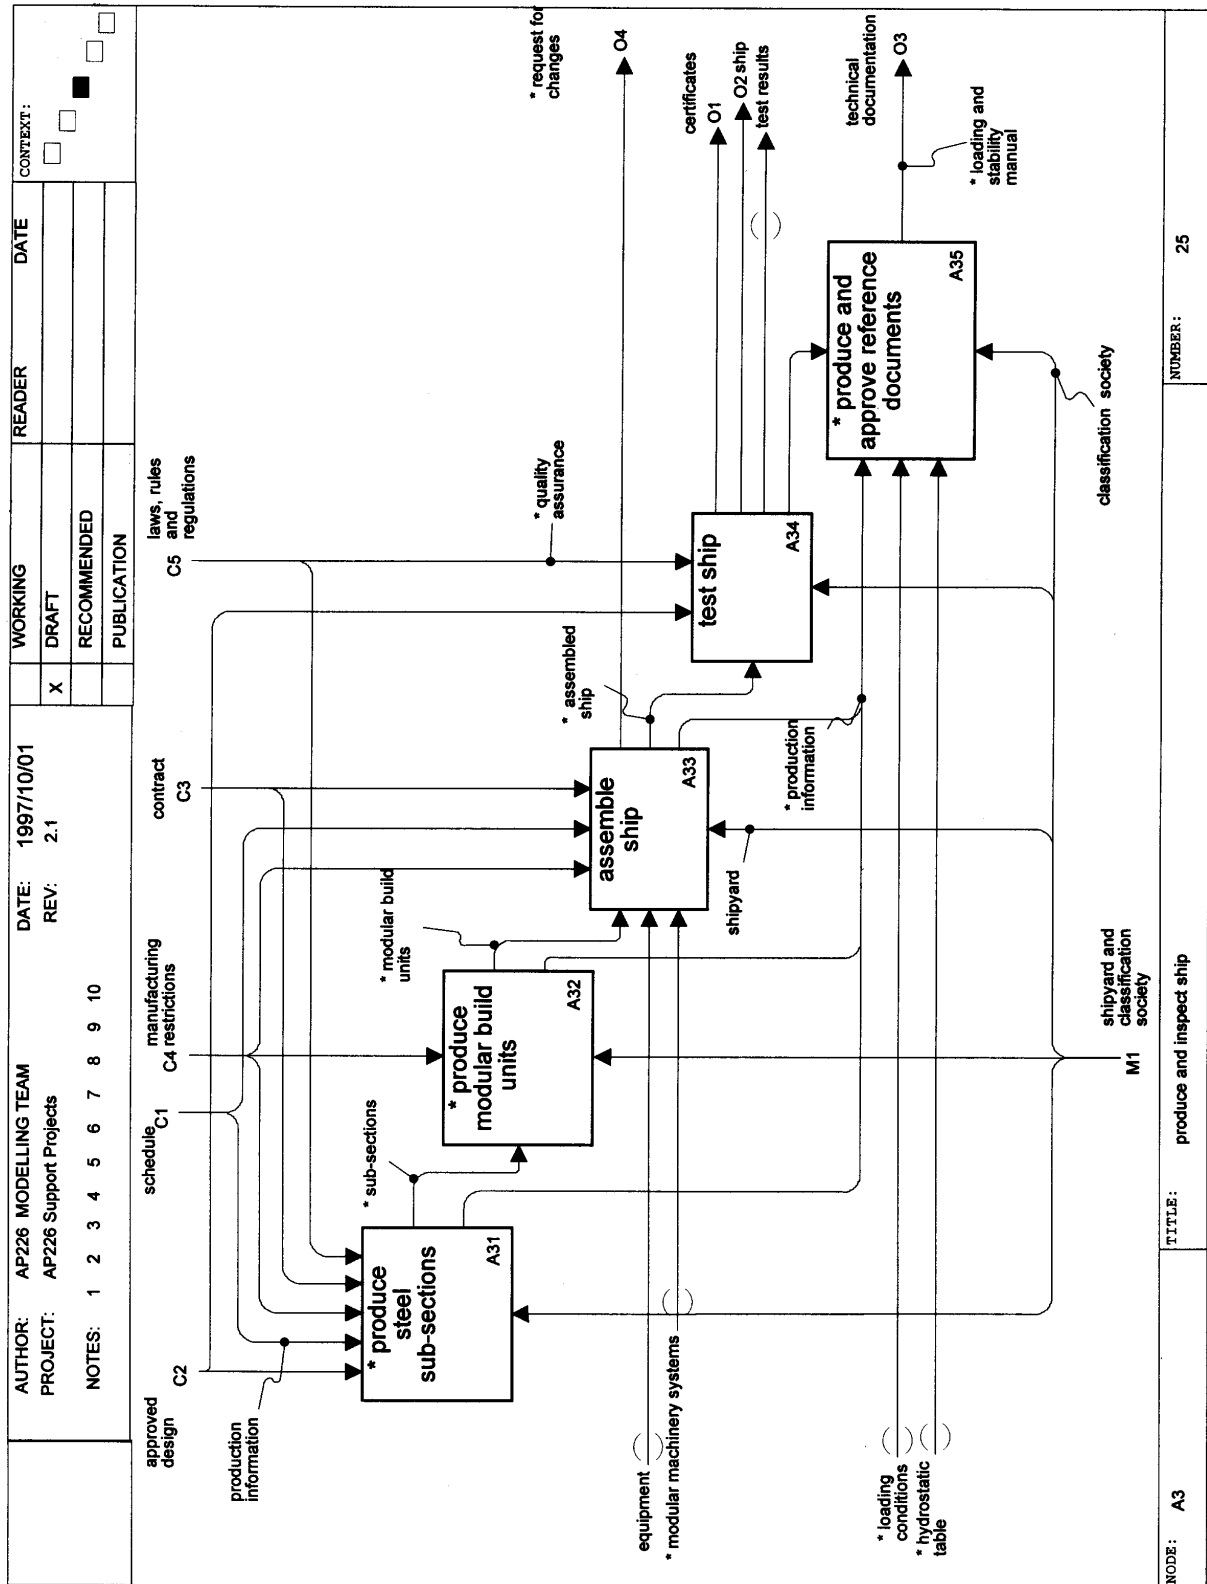 AUTHOR: AP226 MODELLING TEAM
DATE: 1997/10/01
WORKING
READER
DATE
CONTEXT:
PROJECT: AP226 Support Projects
REV: 2.1
X
DRAFT
RECOMMENDED
NOTES: 1 2 3 4 5 6 7 8 9 10
PUBLICATION
approved
design
C2
schedule
C1
manufacturing
restrictions
C4
contract
C3
laws, rules
and
regulations
C5
production
information
* produce
steel
sub-sections
A31
* sub-sections
* produce
modular build
units
A32
* modular build
units
assemble
ship
A33
* assembled
ship
* quality
assurance
test ship
A34
* request for
changes
O4
certificates
O1
O2 ship
test results
equipment
* modular machinery systems
shipyard
* production
information
* produce and
approve reference
documents
A35
technical
documentation
O3
* loading and
stability
manual
* loading
conditions
* hydrostatic
table
shipyard and
classification
society
M1
classification society
NODE: A3
TITLE: produce and inspect ship
NUMBER: 25